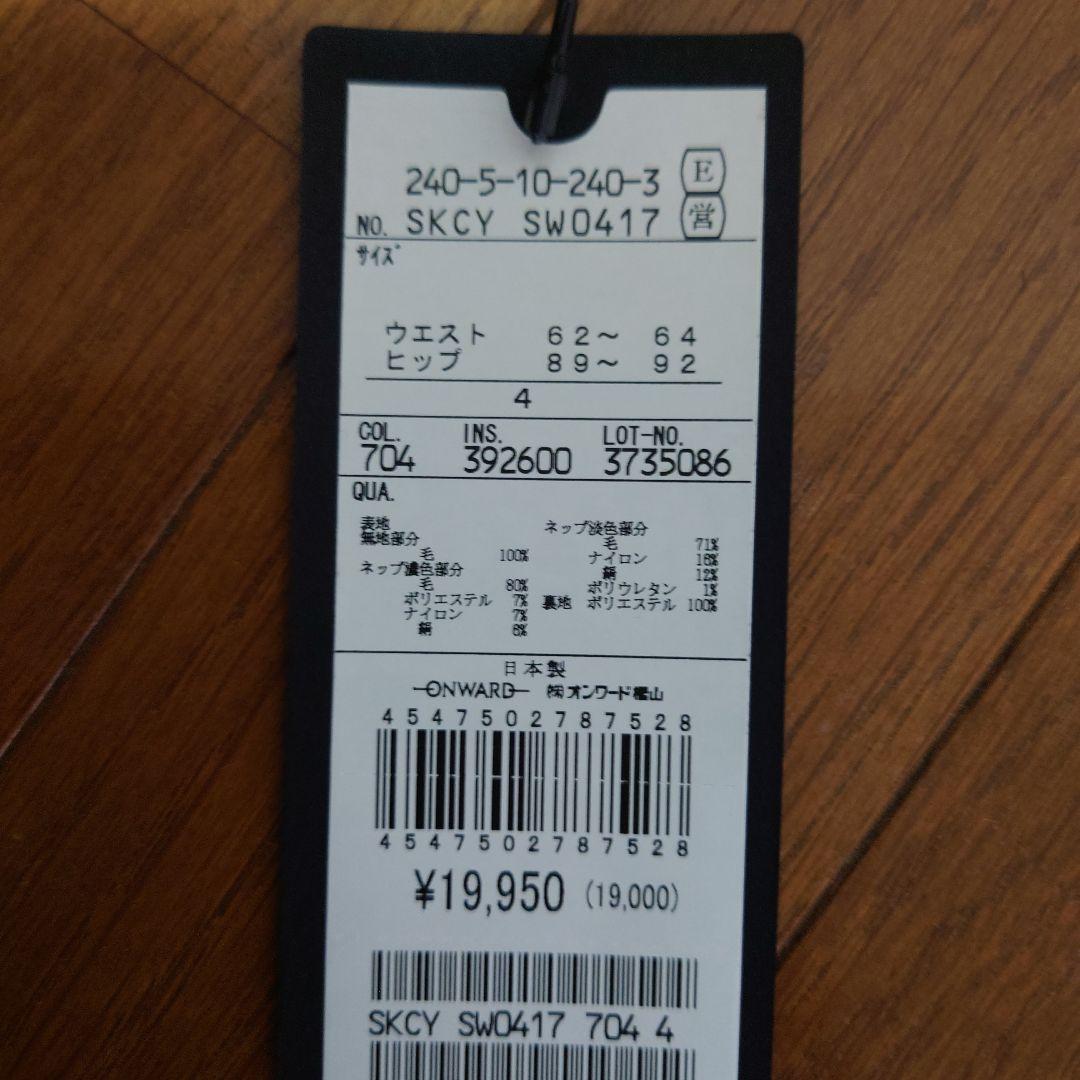 240-5-10-240-3 E
NO. SKCY SW0417 営
サイズ
ウエスト 62〜 64
ヒップ 89〜 92
4
COL. INS. LOT-NO.
704 392600 3735086
QUA.
表地
無地部分
毛 100%
ネップ濃色部分
毛 80%
ポリエステル 7%
ナイロン 7%
絹 6%
ネップ淡色部分
毛 71%
ナイロン 16%
絹 12%
ポリウレタン 1%
裏地 ポリエステル 100%
日本製
ONWARD ㈱オンワード樫山
4547502787528
4547502787528
¥19,950 (19,000)
SKCY SW0417 704 4